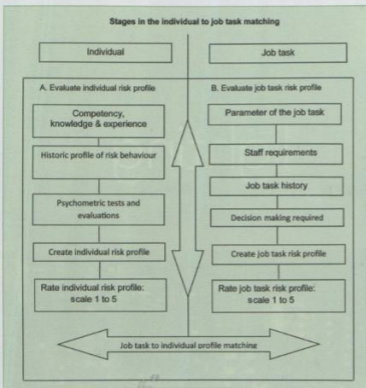 Stages in the individual to job task matching
Individual
Job task
A. Evaluate individual risk profile
Competency,
knowledge & experience
Historic profile of risk behaviour
Psychometric tests and
evaluations
Create individual risk profile
Rate individual risk profile:
scale 1 to 5
B. Evaluate job task risk profile
Parameter of the job task
Staff requirements
Job task history
Decision making required
Create job task risk profile
Rate job task risk profile:
scale 1 to 5
Job task to individual profile matching